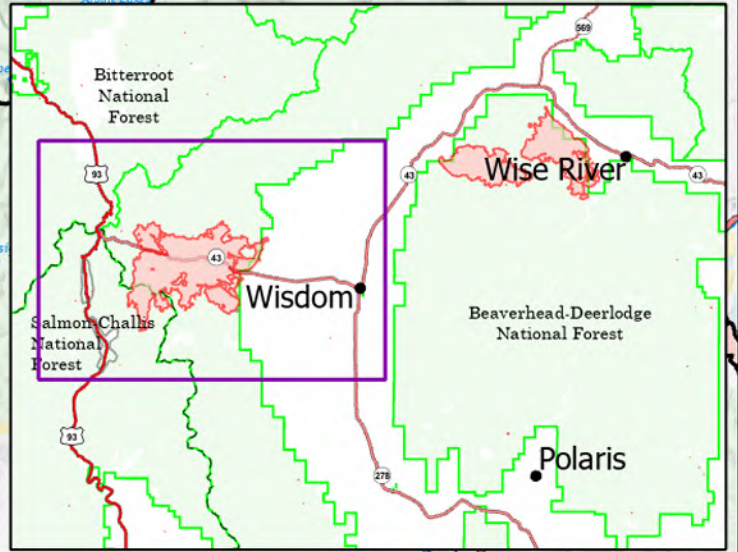 569
Bitterroot
National
Forest
93
43
Wise River
43
43
Wisdom
Salmon-Challis
National
Forest
Beaverhead-Deerlodge
National Forest
93
278
Polaris